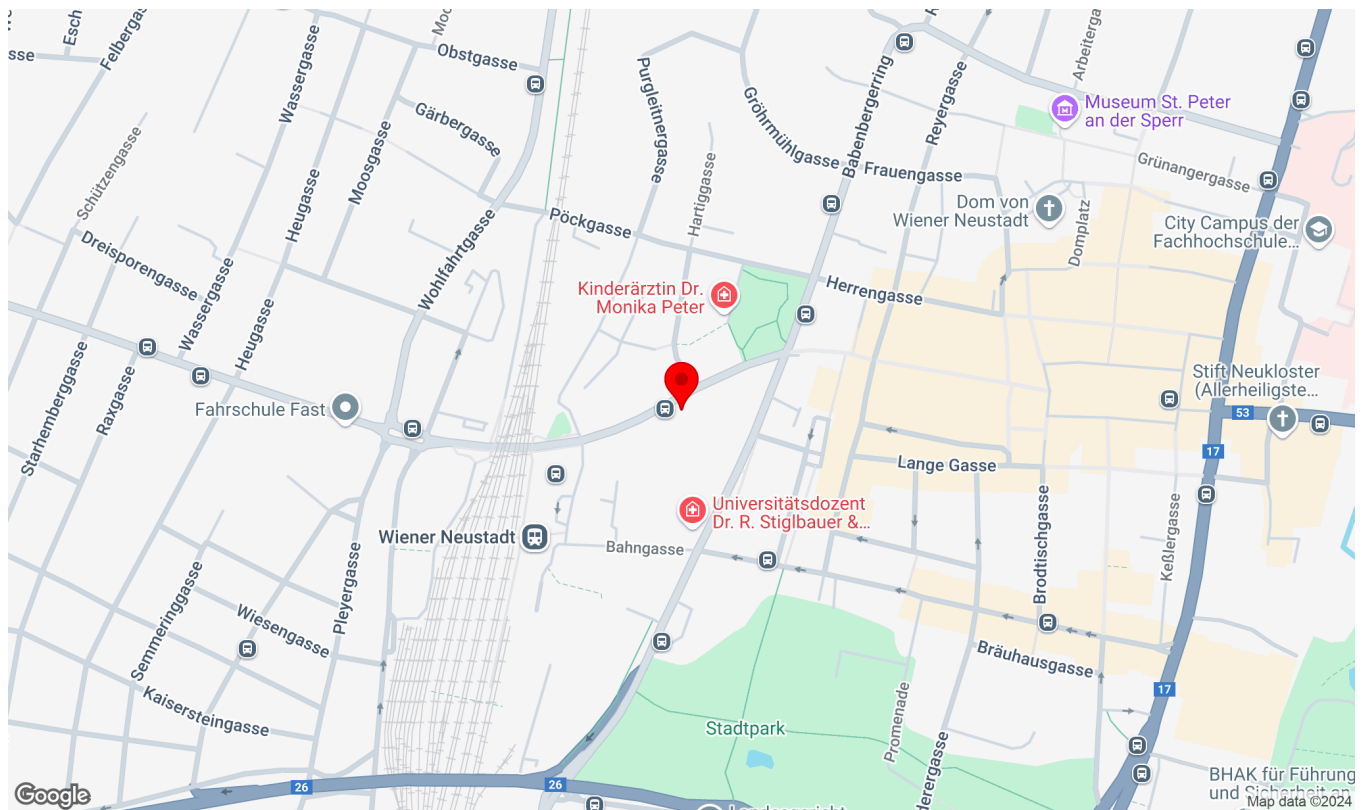 Felbergasse
Wassergasse
Obstgasse
Gärbergasse
Moosgasse
Schützengasse
Heugasse
Dreisporengasse
Wassergasse
Wohlfahrtgasse
Pöckgasse
Purgleitnergasse
Hartiggasse
Gröhrmühlgasse
Babenbergerring
Reyergasse
Frauengasse
Museum St. Peter
an der Sperr
Grünangergasse
Dom von
Wiener Neustadt
Domplatz
City Campus der
Fachhochschule...
Kinderärztin Dr.
Monika Peter
Herrengasse
Heugasse
Starhemberggasse
Raxgasse
Fahrschule Fast
Stift Neukloster
(Allerheiligste...
53
17
Lange Gasse
Universitätsdozent
Dr. R. Stiglbauer &...
Wiener Neustadt
Bahngasse
Brodtischgasse
Keßlergasse
Semmeringgasse
Wiesengasse
Pleyergasse
Kaisersteingasse
Bräuhausgasse
17
Promenade
Stadtpark
Herergasse
26
26
BHAK für Führung
und Sicherheit an
Google
Map data ©2024